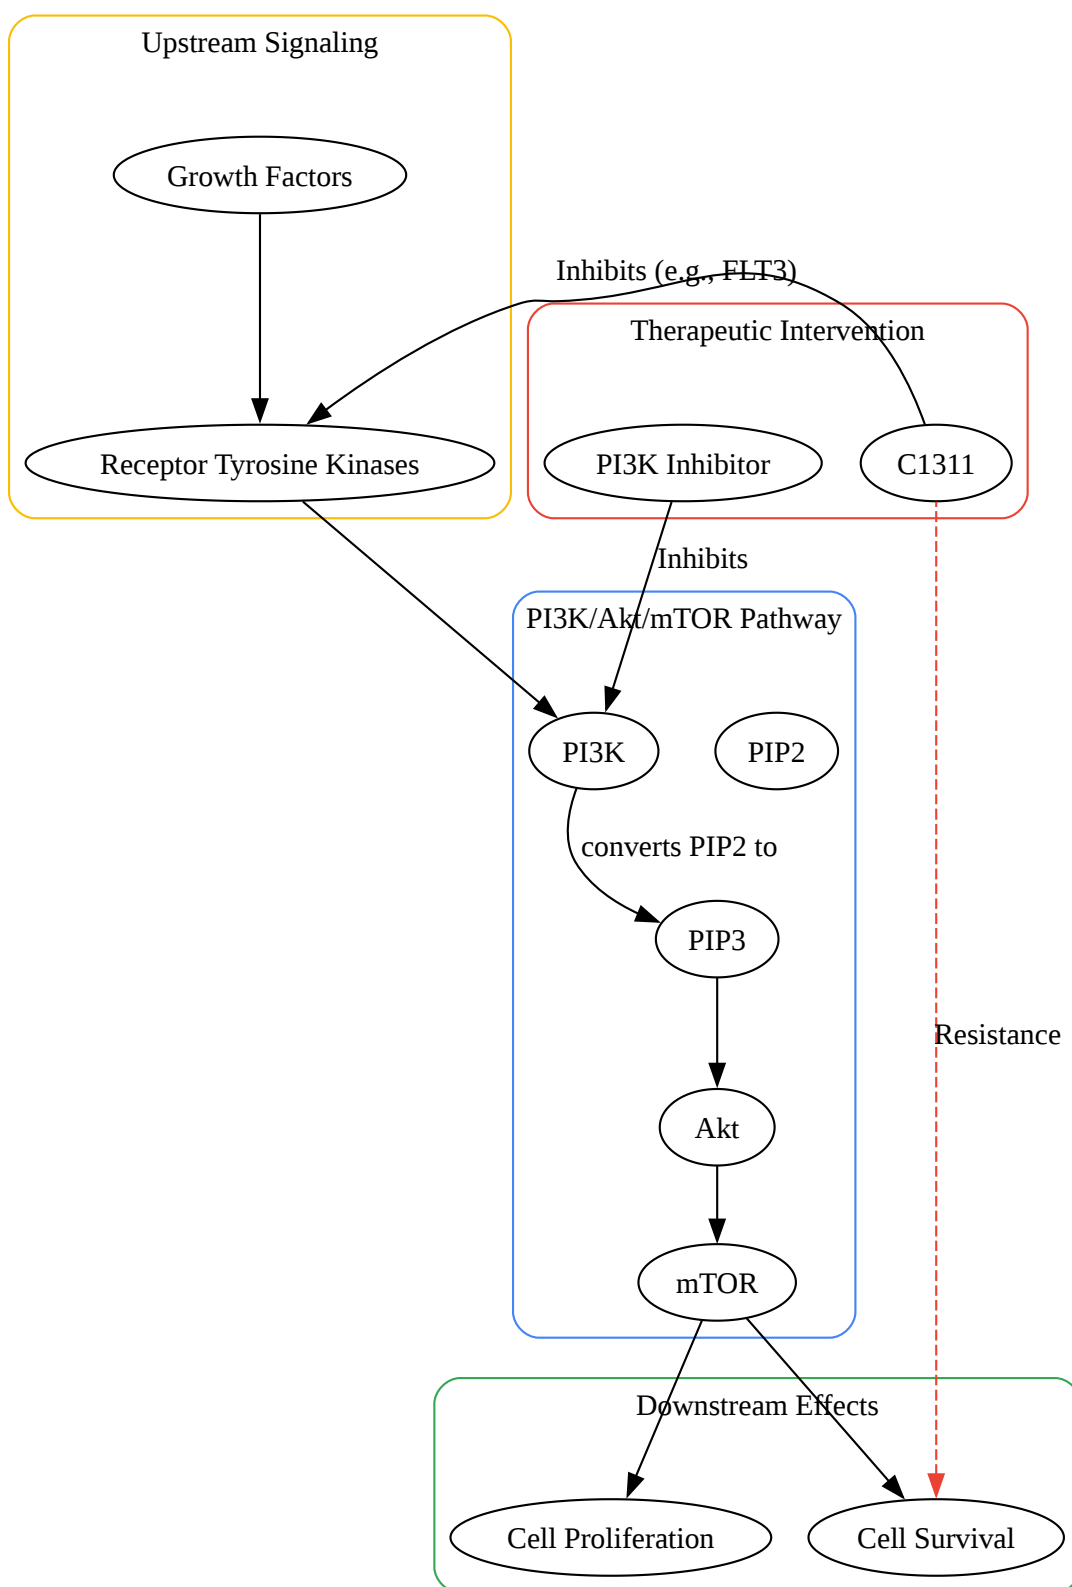 Upstream Signaling
Growth Factors
Inhibits (e.g., FLT3)
Therapeutic Intervention
Receptor Tyrosine Kinases
PI3K Inhibitor
C1311
Inhibits
PI3K/Akt/mTOR Pathway
PI3K
PIP2
converts PIP2 to
PIP3
Resistance
Akt
mTOR
Downstream Effects
Cell Proliferation
Cell Survival